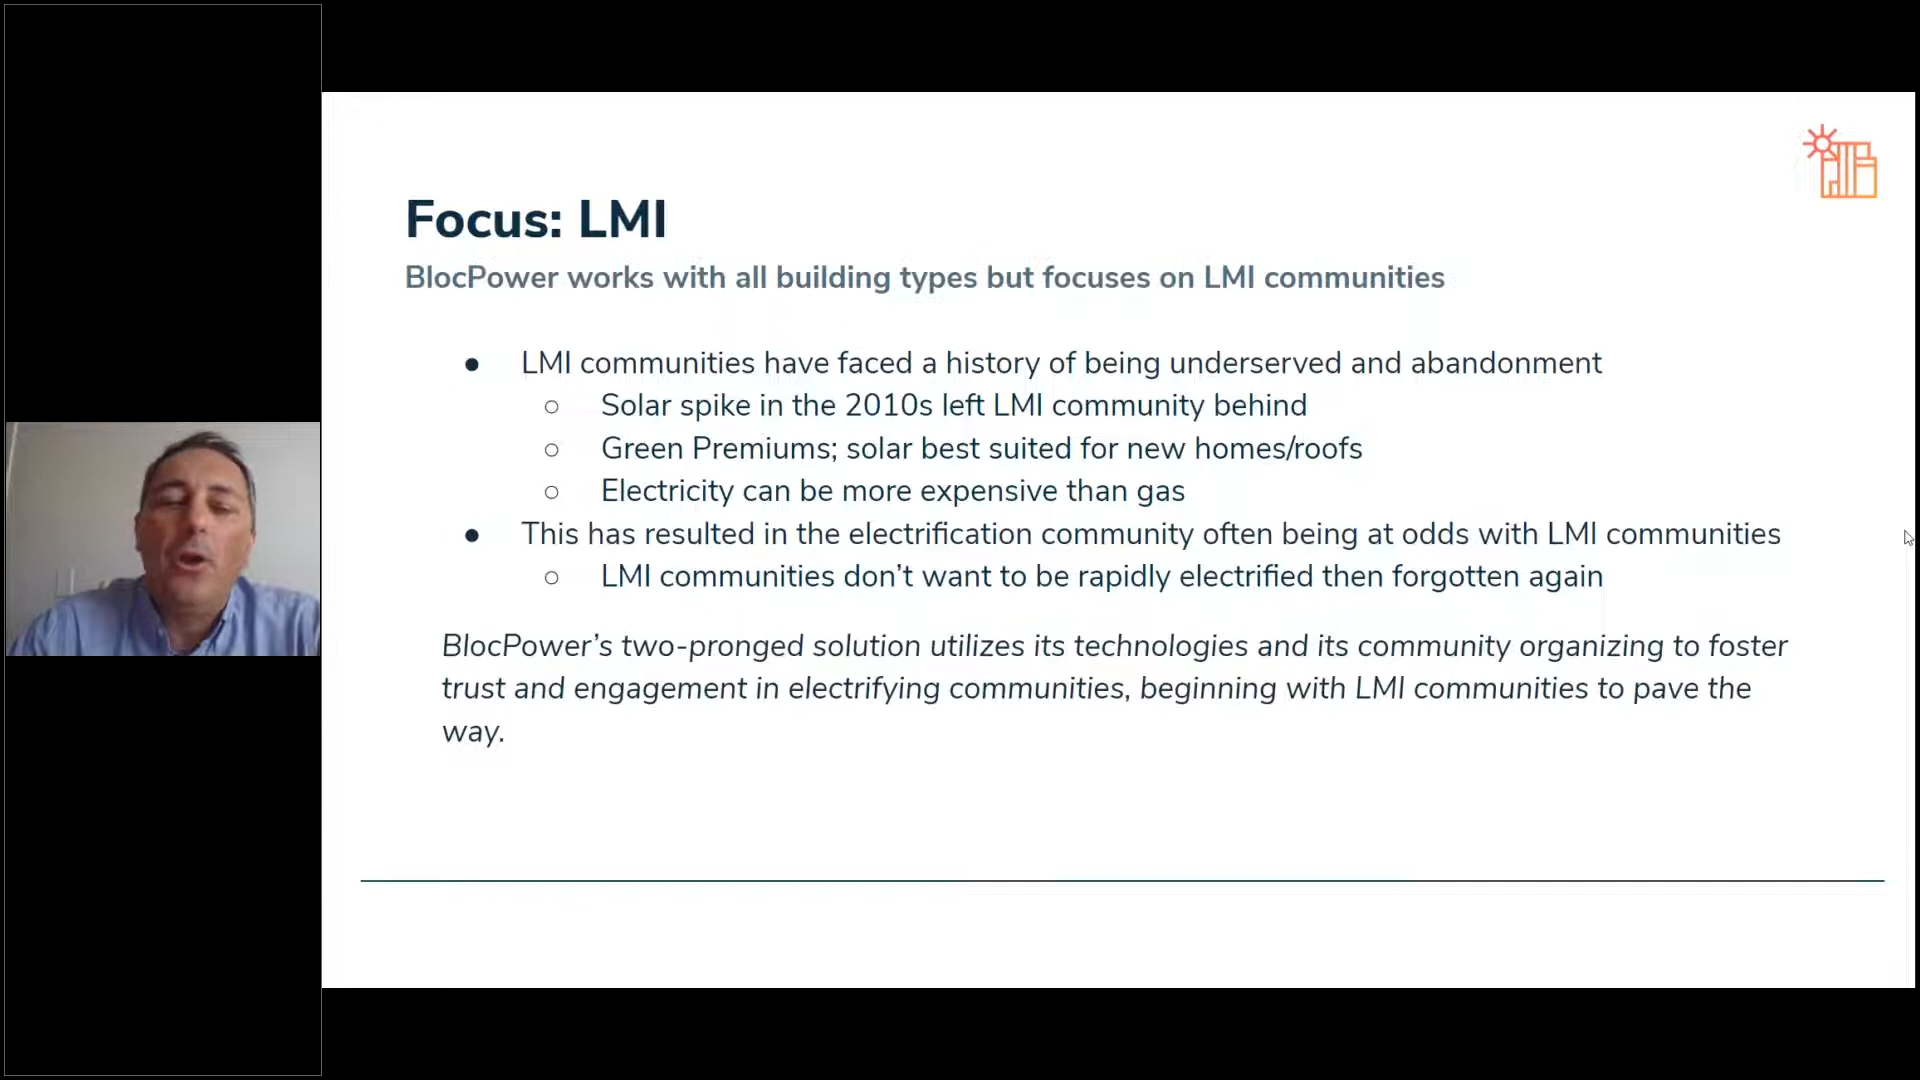 Focus: LMI
BlocPower works with all building types but focuses on LMI communities
● LMI communities have faced a history of being underserved and abandonment
○ Solar spike in the 2010s left LMI community behind
○ Green Premiums; solar best suited for new homes/roofs
○ Electricity can be more expensive than gas
● This has resulted in the electrification community often being at odds with LMI communities
○ LMI communities don’t want to be rapidly electrified then forgotten again
BlocPower’s two-pronged solution utilizes its technologies and its community organizing to foster
trust and engagement in electrifying communities, beginning with LMI communities to pave the
way.